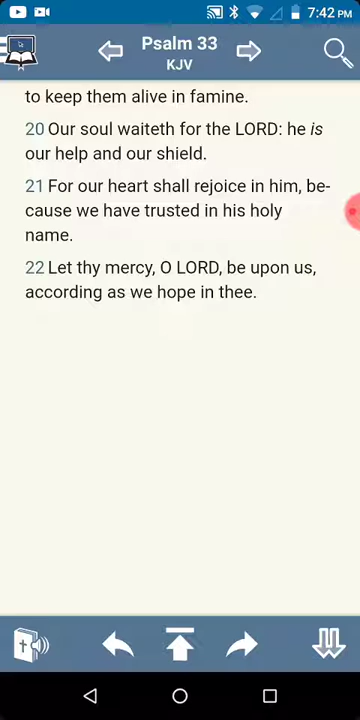 7:42 PM
Psalm 33
KJV
to keep them alive in famine.
20 Our soul waiteth for the LORD: he is
our help and our shield.
21 For our heart shall rejoice in him, be-
cause we have trusted in his holy
name.
22 Let thy mercy, O LORD, be upon us,
according as we hope in thee.